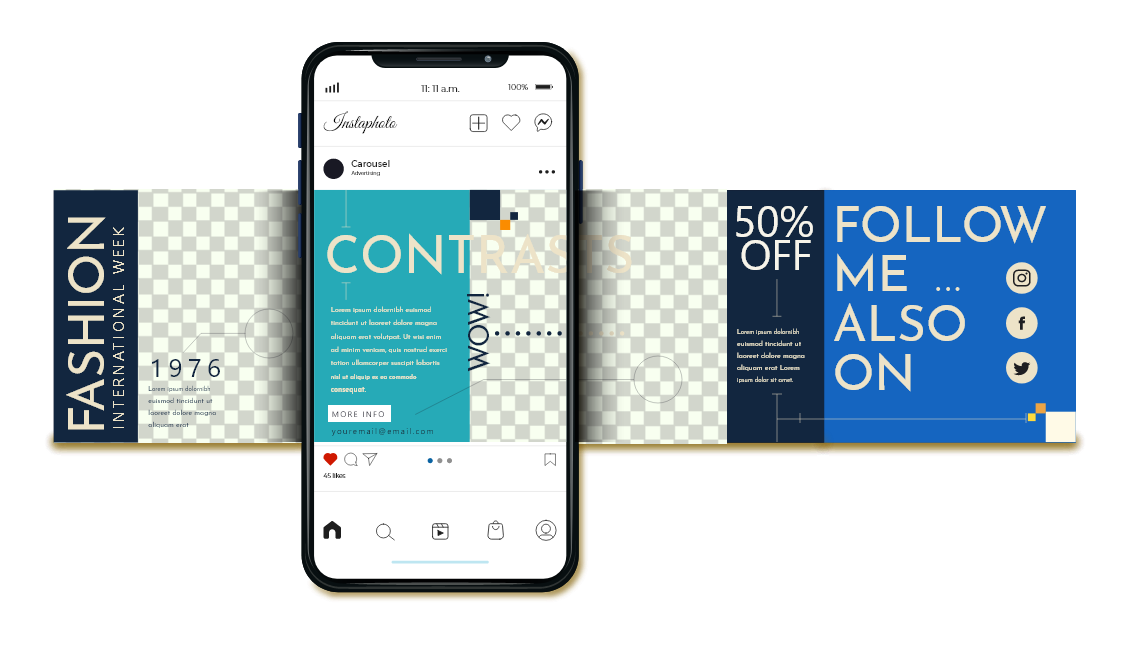 FASHION
INTERNATIONAL WEEK
1976
Lorem ipsum dolornibh
euismod tincidunt ut
laoreet dolore magna
aliquam erat
11:11 a.m.
100%
Instaphoto
Carousel
Advertising
CONTRASTS
Lorem ipsum dolornibh euismod
tincidunt ut laoreet dolore magna
aliquam erat volutpat. Ut wisi enim
ad minim veniam, quis nostrud exerci
tation ullamcorper suscipit lobortis
nisl ut aliquip ex ea commodo
consequat.
WOW!
MORE INFO
youremail@email.com
45 likes
50%
OFF
Lorem ipsum dolornibh
euismod tincidunt ut
laoreet dolore magna
aliquam erat Lorem
ipsum dolor sit amet.
FOLLOW
ME ...
ALSO
ON